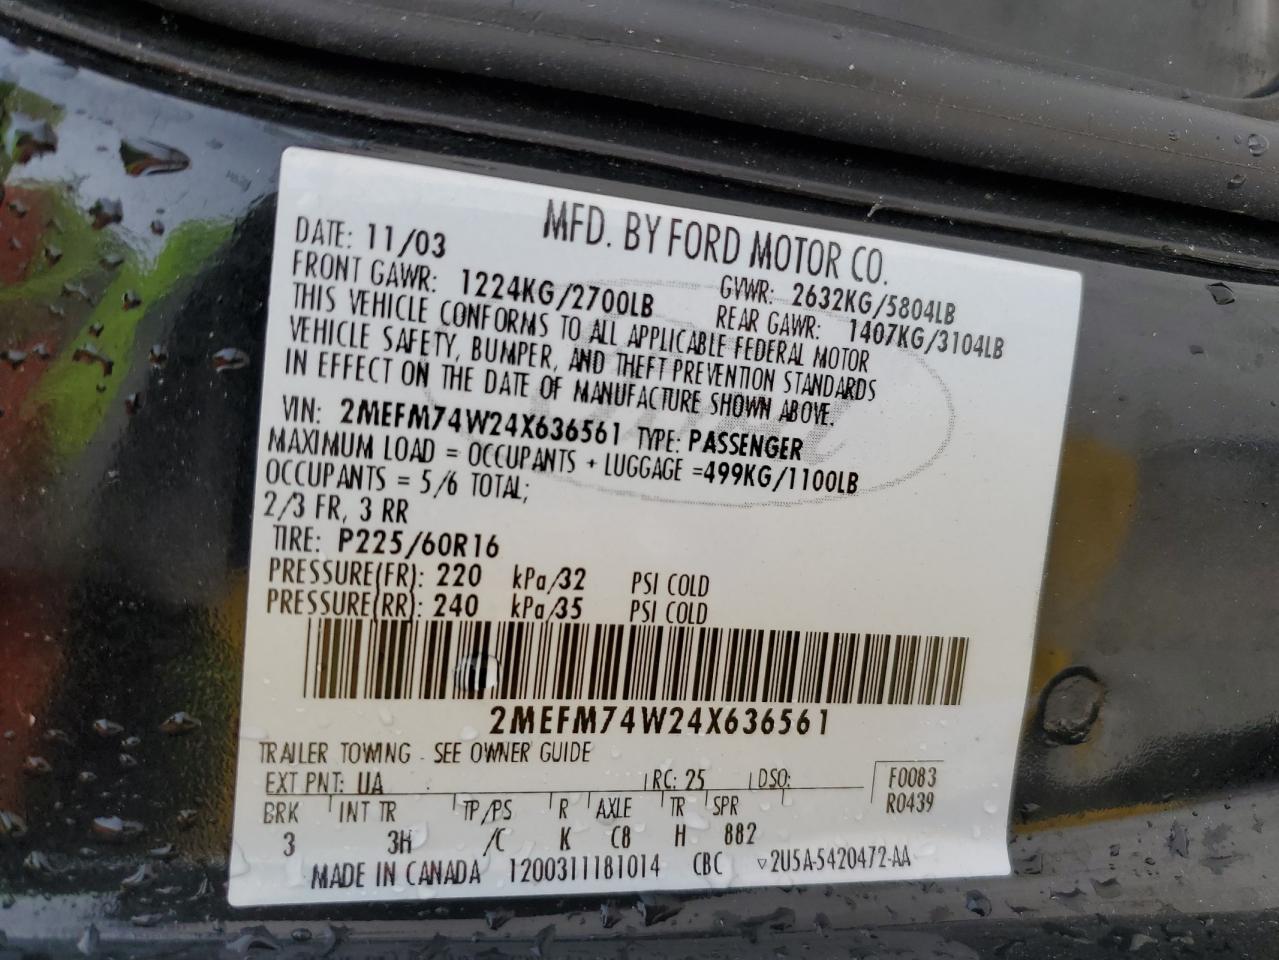 MFD. BY FORD MOTOR CO.
DATE: 11/03
GVWR: 2632KG/5804LB
FRONT GAWR: 1224KG/2700LB
REAR GAWR: 1407KG/3104LB
THIS VEHICLE CONFORMS TO ALL APPLICABLE FEDERAL MOTOR
VEHICLE SAFETY, BUMPER, AND THEFT PREVENTION STANDARDS
IN EFFECT ON THE DATE OF MANUFACTURE SHOWN ABOVE.
VIN: 2MEFM74W24X636561 TYPE: PASSENGER
MAXIMUM LOAD = OCCUPANTS + LUGGAGE =499KG/1100LB
OCCUPANTS = 5/6 TOTAL;
2/3 FR, 3 RR
TIRE: P225/60R16
PRESSURE(FR): 220 kPa/32 PSI COLD
PRESSURE(RR): 240 kPa/35 PSI COLD
2MEFM74W24X636561
TRAILER TOWING - SEE OWNER GUIDE
EXT PNT: UA RC: 25 DSO: F0083
BRK INT TR TP/PS R AXLE TR SPR R0439
3 3H /C K C8 H 882
MADE IN CANADA 12003111181014 CBC ▿2U5A-5420472-AA